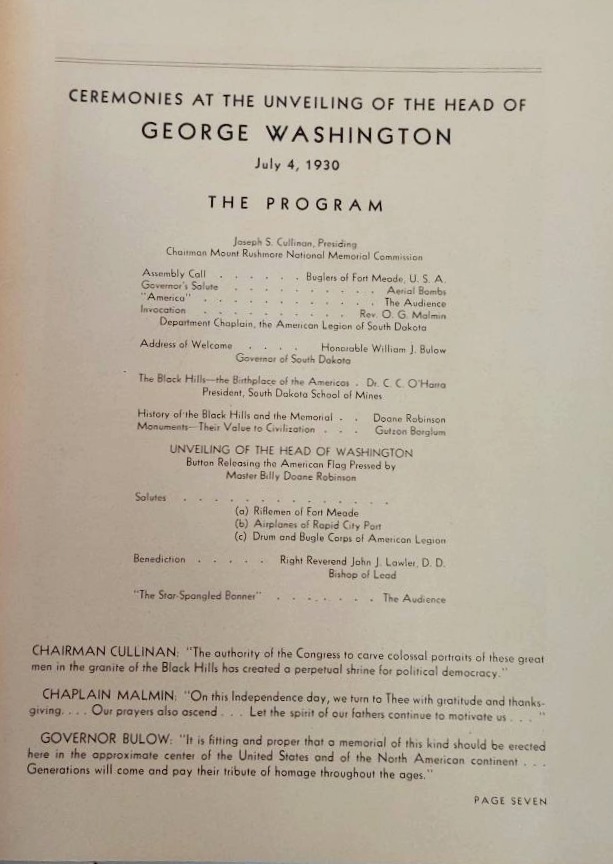 CEREMONIES AT THE UNVEILING OF THE HEAD OF
GEORGE WASHINGTON
July 4, 1930
THE PROGRAM
Joseph S. Cullinan, Presiding
Chairman Mount Rushmore National Memorial Commission
Assembly Call . . . . . . Buglers of Fort Meade, U. S. A.
Governor's Salute . . . . . . . . . . Aerial Bombs
"America" . . . . . . . . . . . . The Audience
Invocation . . . . . . . . . . Rev. O. G. Malmin
Department Chaplain, the American Legion of South Dakota
Address of Welcome . . . . Honorable William J. Bulow
Governor of South Dakota
The Black Hills—the Birthplace of the Americas . Dr. C. C. O'Harra
President, South Dakota School of Mines
History of the Black Hills and the Memorial . . Doane Robinson
Monuments—Their Value to Civilization . . . Gutzon Borglum
UNVEILING OF THE HEAD OF WASHINGTON
Button Releasing the American Flag Pressed by
Master Billy Doane Robinson
Salutes . . . . . . . . . . . . . .
(a) Riflemen of Fort Meade
(b) Airplanes of Rapid City Port
(c) Drum and Bugle Corps of American Legion
Benediction . . . . . Right Reverend John J. Lawler, D. D.
Bishop of Lead
"The Star-Spangled Banner" . . . . . . . The Audience
CHAIRMAN CULLINAN: "The authority of the Congress to carve colossal portraits of these great
men in the granite of the Black Hills has created a perpetual shrine for political democracy."
CHAPLAIN MALMIN: "On this Independence day, we turn to Thee with gratitude and thanks-
giving. . . . Our prayers also ascend . . . Let the spirit of our fathers continue to motivate us . . . "
GOVERNOR BULOW: "It is fitting and proper that a memorial of this kind should be erected
here in the approximate center of the United States and of the North American continent . . .
Generations will come and pay their tribute of homage throughout the ages."
PAGE SEVEN